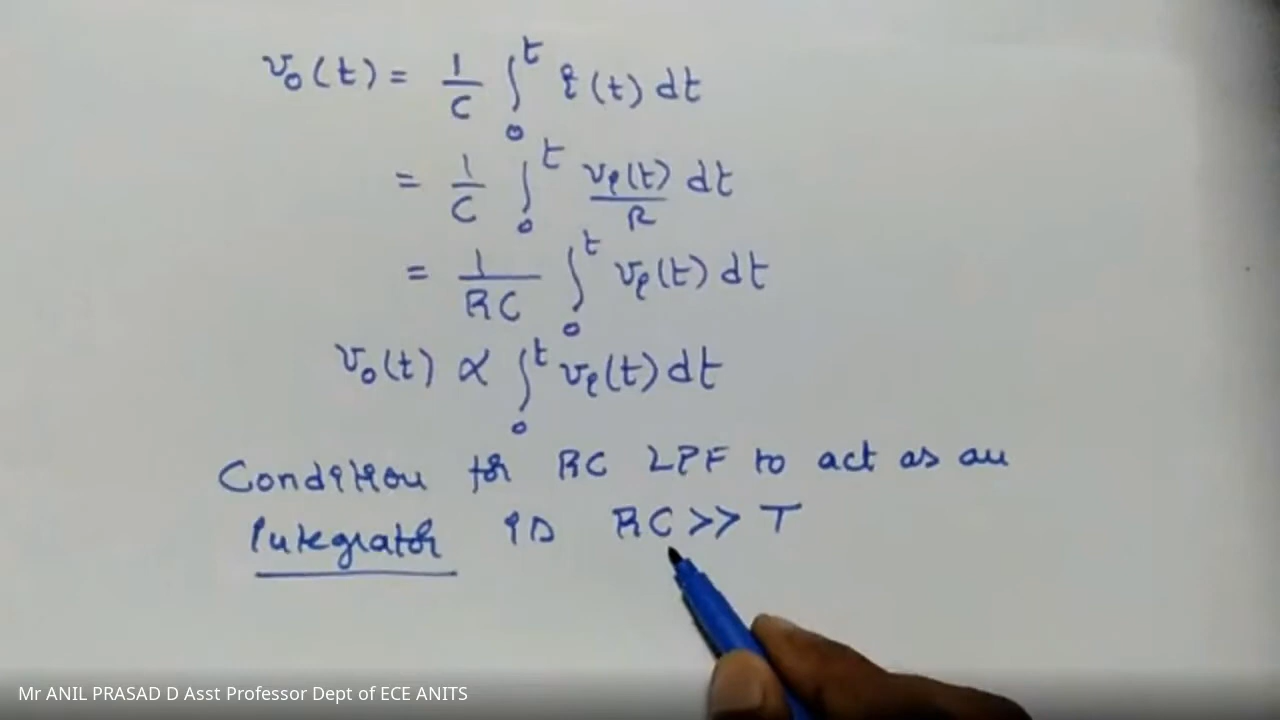 v₀(t) = 1/C ∫₀ᵗ i(t) dt
= 1/C ∫₀ᵗ vᵢ(t)/R dt
= 1/RC ∫₀ᵗ vᵢ(t) dt
v₀(t) ∝ ∫₀ᵗ vᵢ(t) dt
Condition for RC LPF to act as an
Integrator is RC >> T
Mr ANIL PRASAD D Asst Professor Dept of ECE ANITS